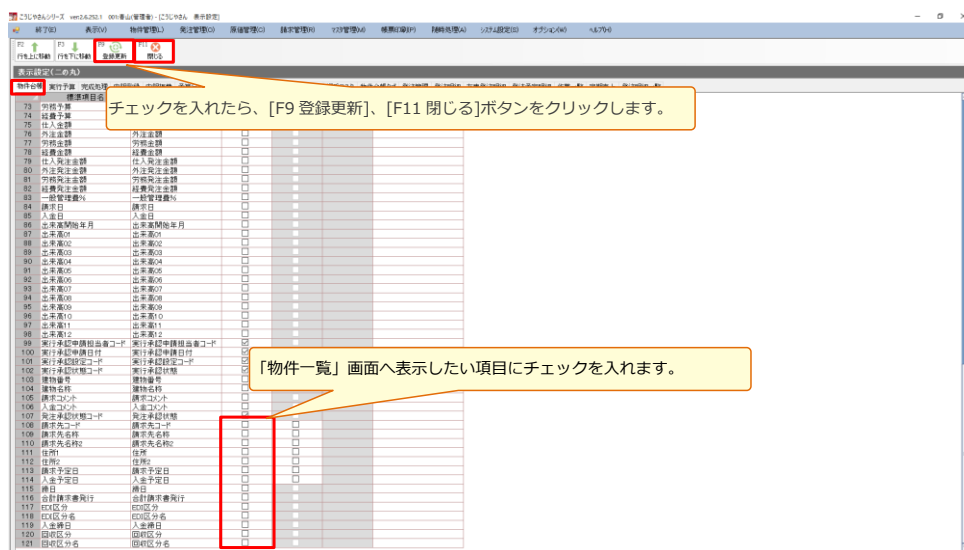 こうじやさんシリーズ ver2.6.252.1 001:春山(管理者) - [こうじやさん 表示設定]
終了(E) 表示(V) 物件管理(L) 発注管理(O) 原価管理(C) 請求管理(R) マスタ管理(M) 帳票印刷(P) 随時処理(A) システム設定(S) オプション(W) ヘルプ(H)
F2 F3 F9 F11
行を上に移動 行を下に移動 登録更新 閉じる
表示設定(二の丸)
物件台帳 実行予算 完成処理
標準項目名
チェックを入れたら、[F9 登録更新]、[F11 閉じる]ボタンをクリックします。
73 労務予算
74 経費予算
75 仕入金額
76 外注金額 外注金額
77 労務金額 労務金額
78 経費金額 経費金額
79 仕入発注金額 仕入発注金額
80 外注発注金額 外注発注金額
81 労務発注金額 労務発注金額
82 経費発注金額 経費発注金額
83 一般管理費% 一般管理費%
84 請求日 請求日
85 入金日 入金日
86 出来高開始年月 出来高開始年月
87 出来高01 出来高01
88 出来高02 出来高02
89 出来高03 出来高03
90 出来高04 出来高04
91 出来高05 出来高05
92 出来高06 出来高06
93 出来高07 出来高07
94 出来高08 出来高08
95 出来高09 出来高09
96 出来高10 出来高10
97 出来高11 出来高11
98 出来高12 出来高12
99 実行承認申請担当者コード 実行承認申請担当者コード
100 実行承認申請日付 実行承認申請日付
101 実行承認設定コード 実行承認設定コード
102 実行承認状態コード 実行承認状態
103 建物番号 建物番号
104 建物名称 建物名称
105 請求コメント 請求コメント
106 入金コメント 入金コメント
107 発注承認状態コード 発注承認状態
「物件一覧」画面へ表示したい項目にチェックを入れます。
108 請求先コード 請求先コード
109 請求先名称 請求先名称
110 請求先名称2 請求先名称2
111 住所1 住所
112 住所2 住所2
113 請求予定日 請求予定日
114 入金予定日 入金予定日
115 締日 締日
116 合計請求書発行 合計請求書発行
117 EDI区分 EDI区分
118 EDI区分名 EDI区分名
119 入金締日 入金締日
120 回収区分 回収区分
121 回収区分名 回収区分名